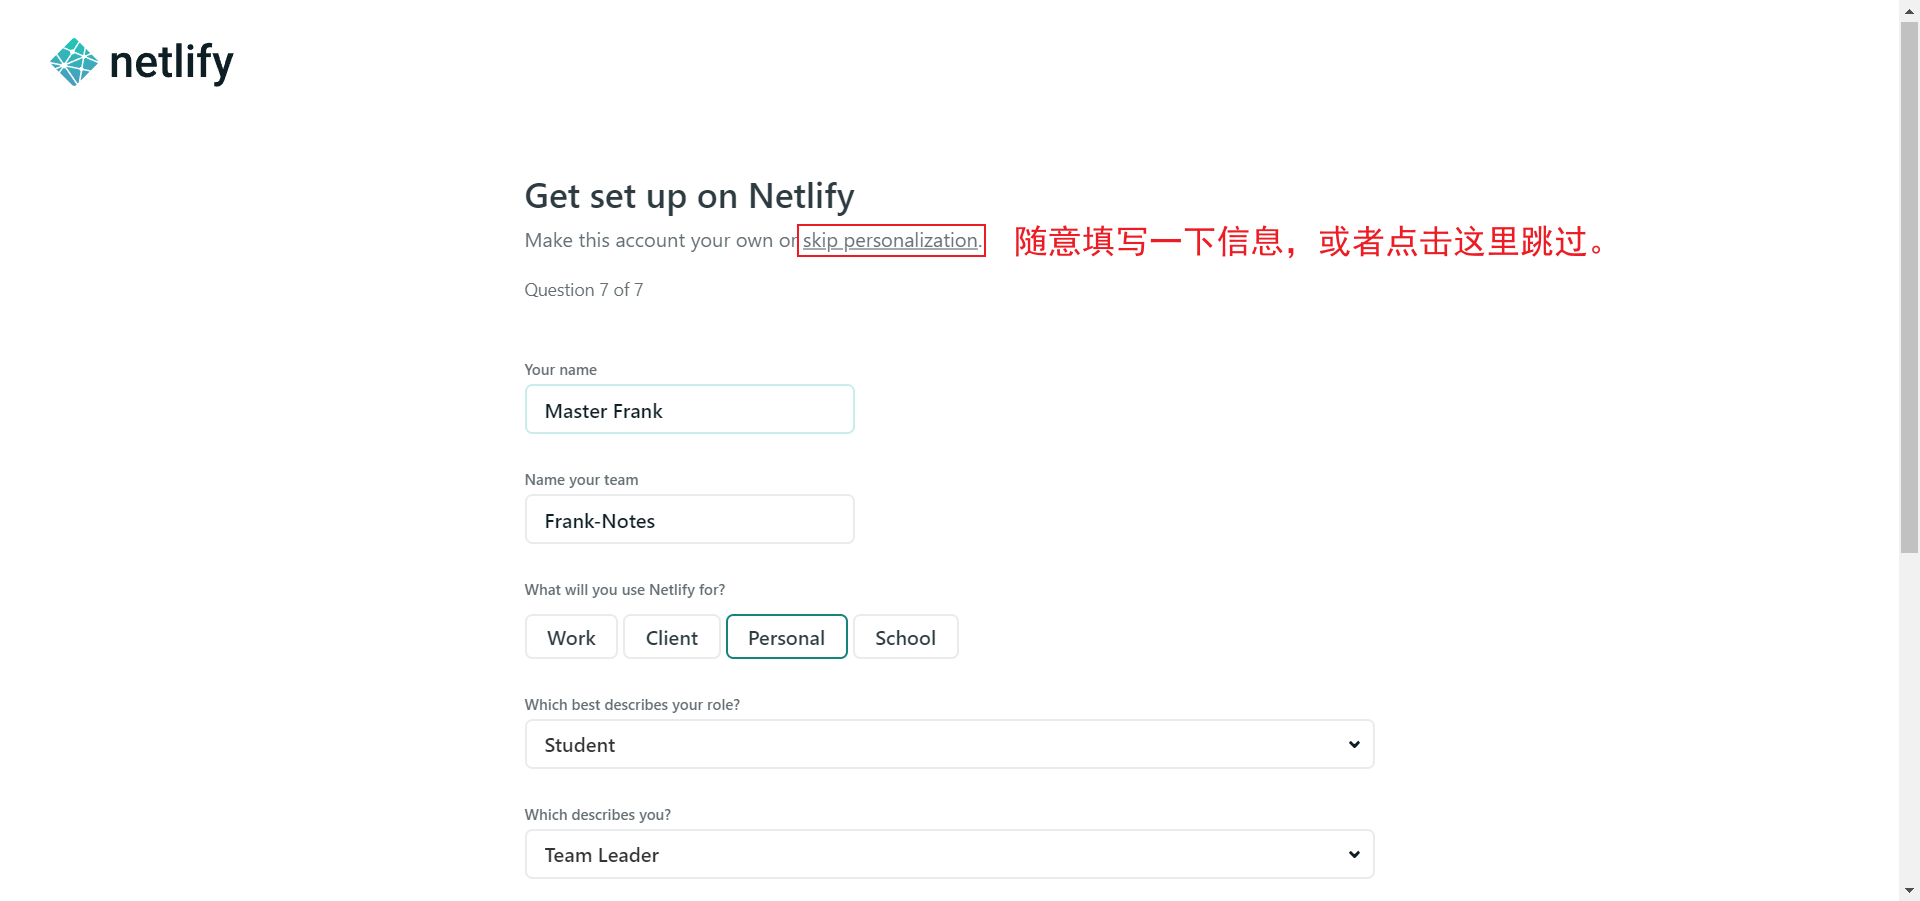 netlify
Get set up on Netlify
Make this account your own or skip personalization. 随意填写一下信息，或者点击这里跳过。
Question 7 of 7
Your name
Master Frank
Name your team
Frank-Notes
What will you use Netlify for?
Work Client Personal School
Which best describes your role?
Student
Which describes you?
Team Leader